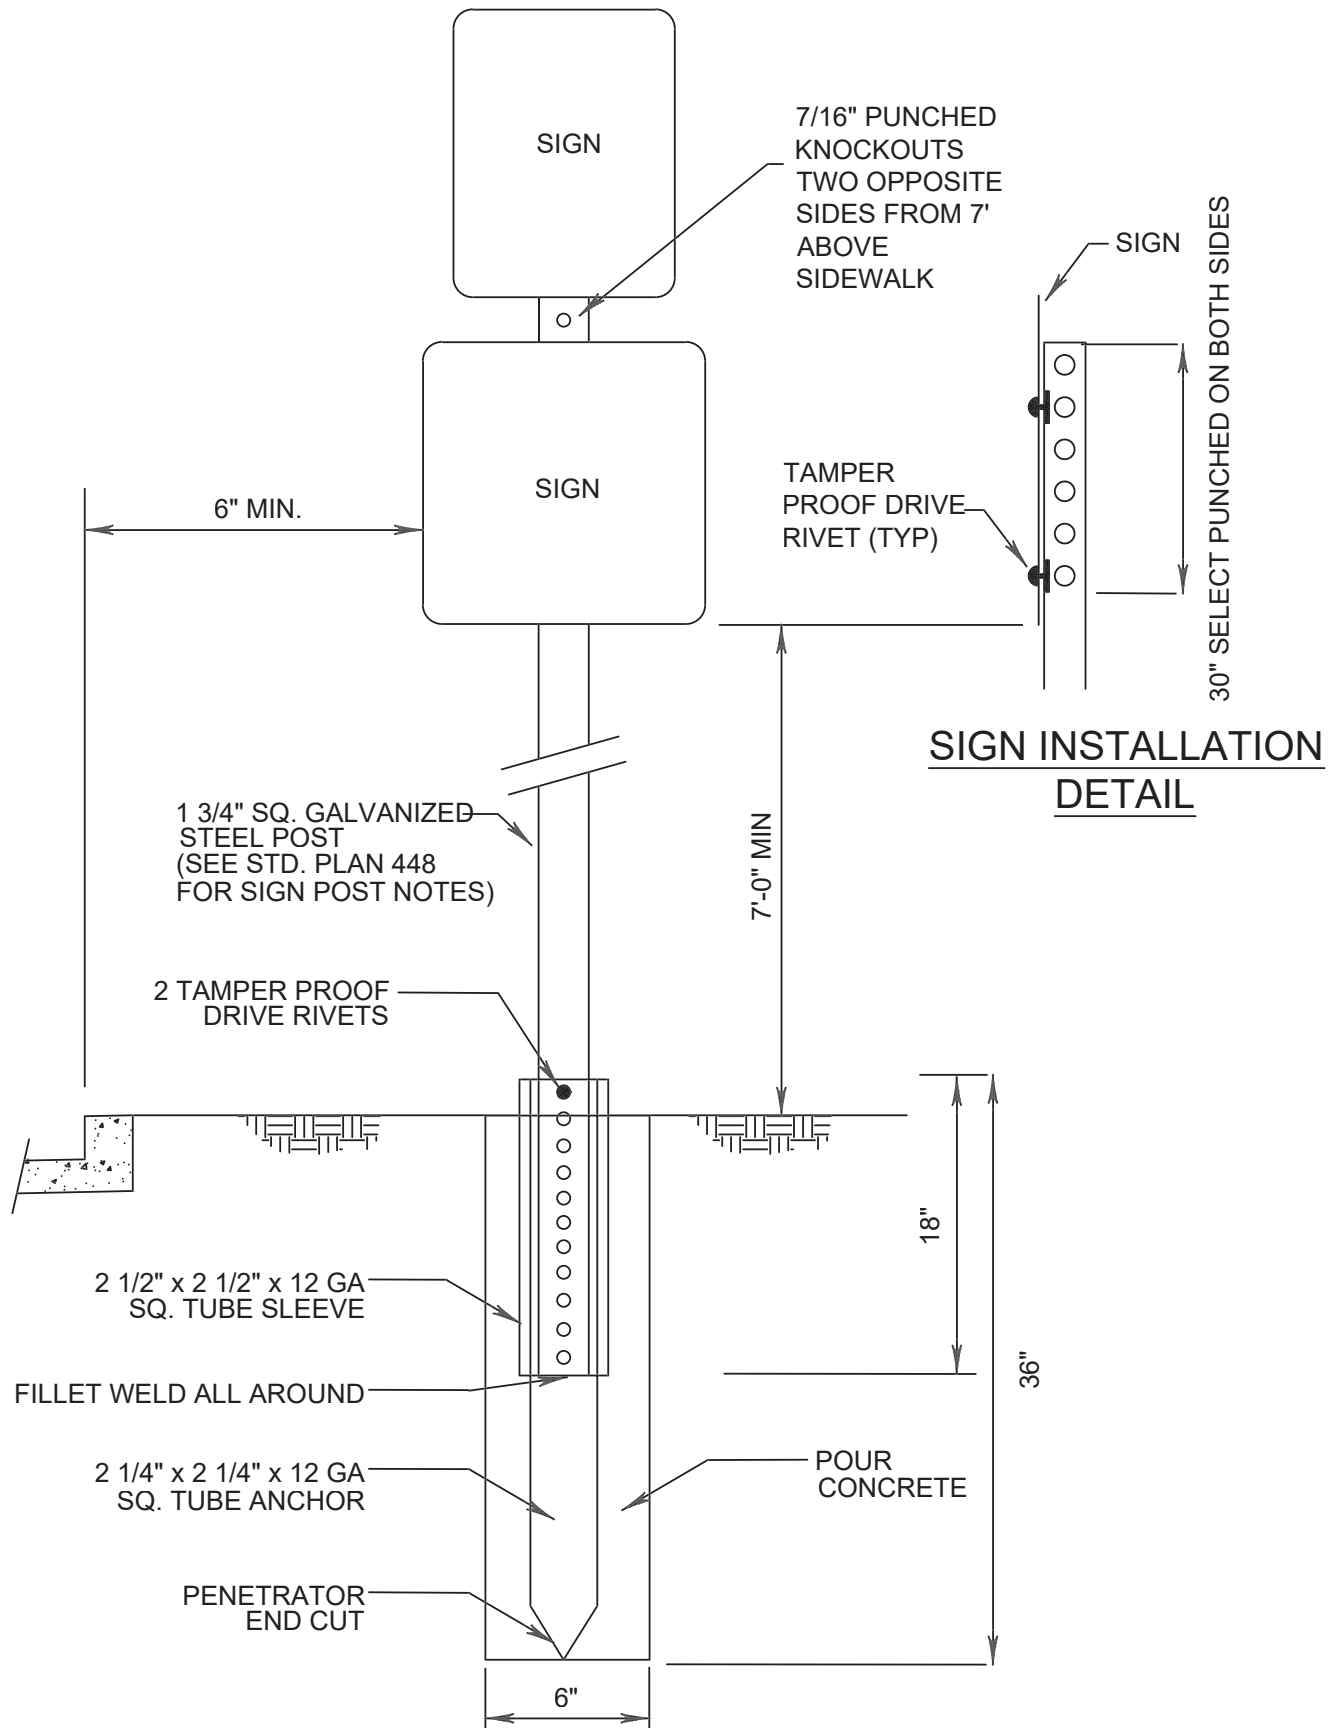 SIGN
7/16" PUNCHED
KNOCKOUTS
TWO OPPOSITE
SIDES FROM 7'
ABOVE
SIDEWALK
SIGN
30" SELECT PUNCHED ON BOTH SIDES
TAMPER
PROOF DRIVE
RIVET (TYP)
SIGN
6" MIN.
SIGN INSTALLATION
DETAIL
1 3/4" SQ. GALVANIZED
STEEL POST
(SEE STD. PLAN 448
FOR SIGN POST NOTES)
7'-0" MIN
2 TAMPER PROOF
DRIVE RIVETS
18"
36"
2 1/2" x 2 1/2" x 12 GA
SQ. TUBE SLEEVE
FILLET WELD ALL AROUND
2 1/4" x 2 1/4" x 12 GA
SQ. TUBE ANCHOR
POUR
CONCRETE
PENETRATOR
END CUT
6"